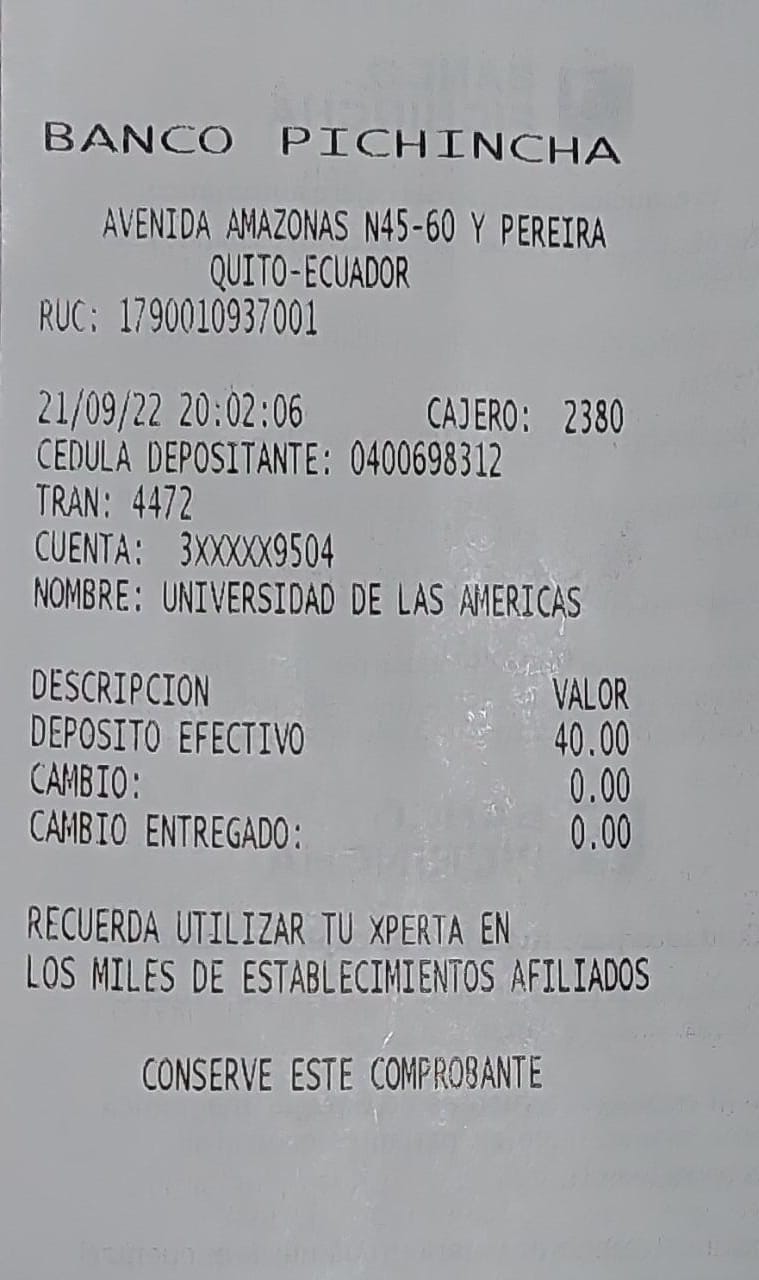 BANCO PICHINCHA
AVENIDA AMAZONAS N45-60 Y PEREIRA
QUITO-ECUADOR
RUC: 1790010937001
21/09/22 20:02:06 CAJERO: 2380
CEDULA DEPOSITANTE: 0400698312
TRAN: 4472
CUENTA: 3XXXXX9504
NOMBRE: UNIVERSIDAD DE LAS AMERICAS
DESCRIPCION VALOR
DEPOSITO EFECTIVO 40.00
CAMBIO: 0.00
CAMBIO ENTREGADO: 0.00
RECUERDA UTILIZAR TU XPERTA EN
LOS MILES DE ESTABLECIMIENTOS AFILIADOS
CONSERVE ESTE COMPROBANTE